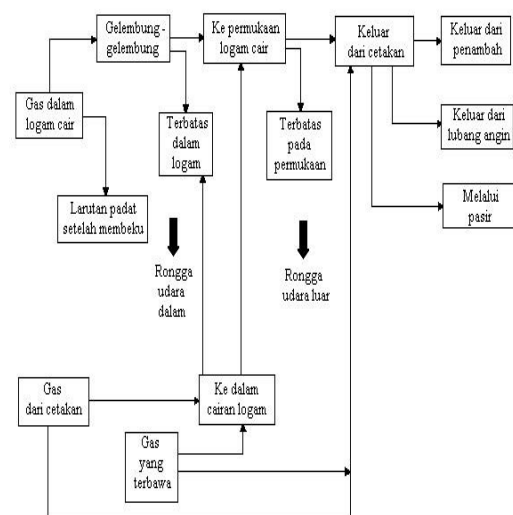 Gelembung -
gelembung
Ke permukaan
logam cair
Keluar
dari cetakan
Keluar dari
penambah
Gas dalam
logam cair
Terbatas
dalam
logam
Terbatas
pada
permukaan
Keluar dari
lubang angin
Larutan padat
setelah membeku
Melalui
pasir
Rongga
udara
dalam
Rongga
udara luar
Gas
dari cetakan
Ke dalam
cairan logam
Gas
yang
terbawa